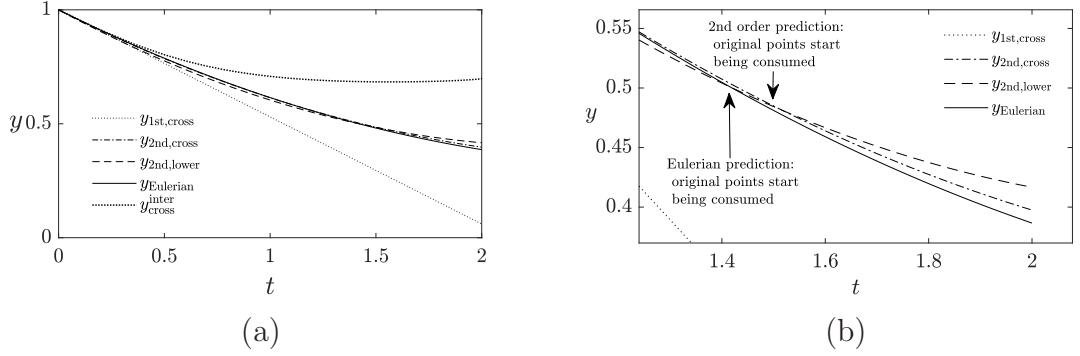 1
y 0.5
0
0 0.5 1 1.5 2
t
y1st,cross
y2nd,cross
y2nd,lower
yEulerian
y inter cross
(a)
0.55
0.5
y
0.45
0.4
1.4 1.6 1.8 2
t
2nd order prediction:
original points start
being consumed
Eulerian prediction:
original points start
being consumed
y1st,cross
y2nd,cross
y2nd,lower
yEulerian
(b)